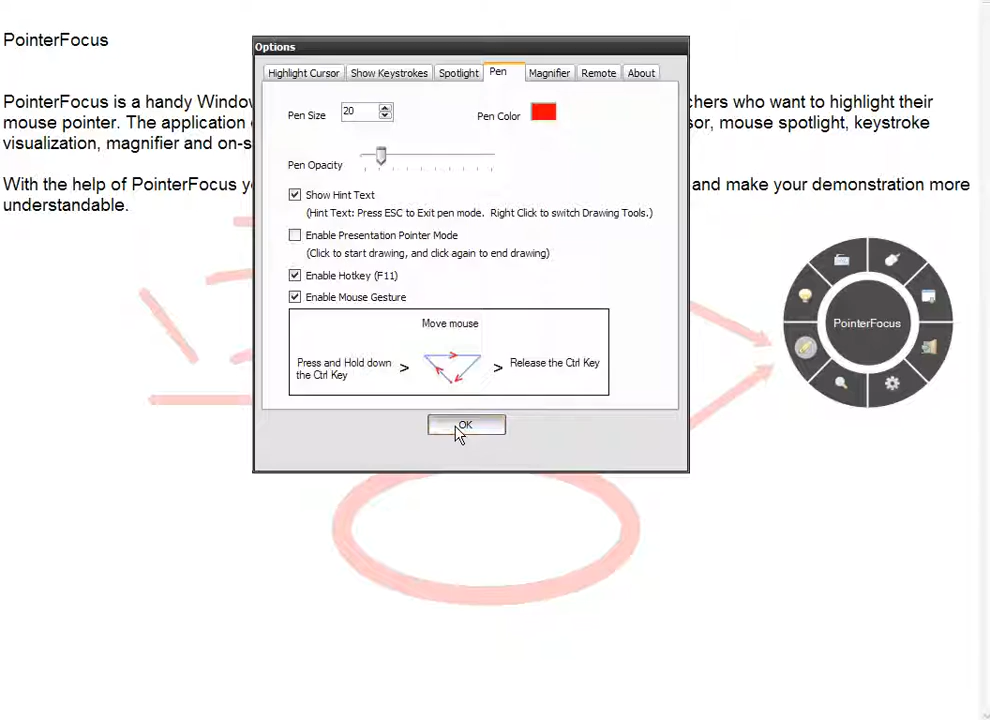 PointerFocus
Options
Highlight Cursor Show Keystrokes Spotlight Pen Magnifier Remote About
PointerFocus is a handy Window
chers who want to highlight their
mouse pointer. The application
sor, mouse spotlight, keystroke
visualization, magnifier and on-s
With the help of PointerFocus y
and make your demonstration more
understandable.
Pen Size 20 Pen Color
Pen Opacity
Show Hint Text
(Hint Text: Press ESC to Exit pen mode. Right Click to switch Drawing Tools.)
Enable Presentation Pointer Mode
(Click to start drawing, and click again to end drawing)
Enable Hotkey (F11)
Enable Mouse Gesture
Move mouse
Press and Hold down
the Ctrl Key
> > Release the Ctrl Key
OK
PointerFocus